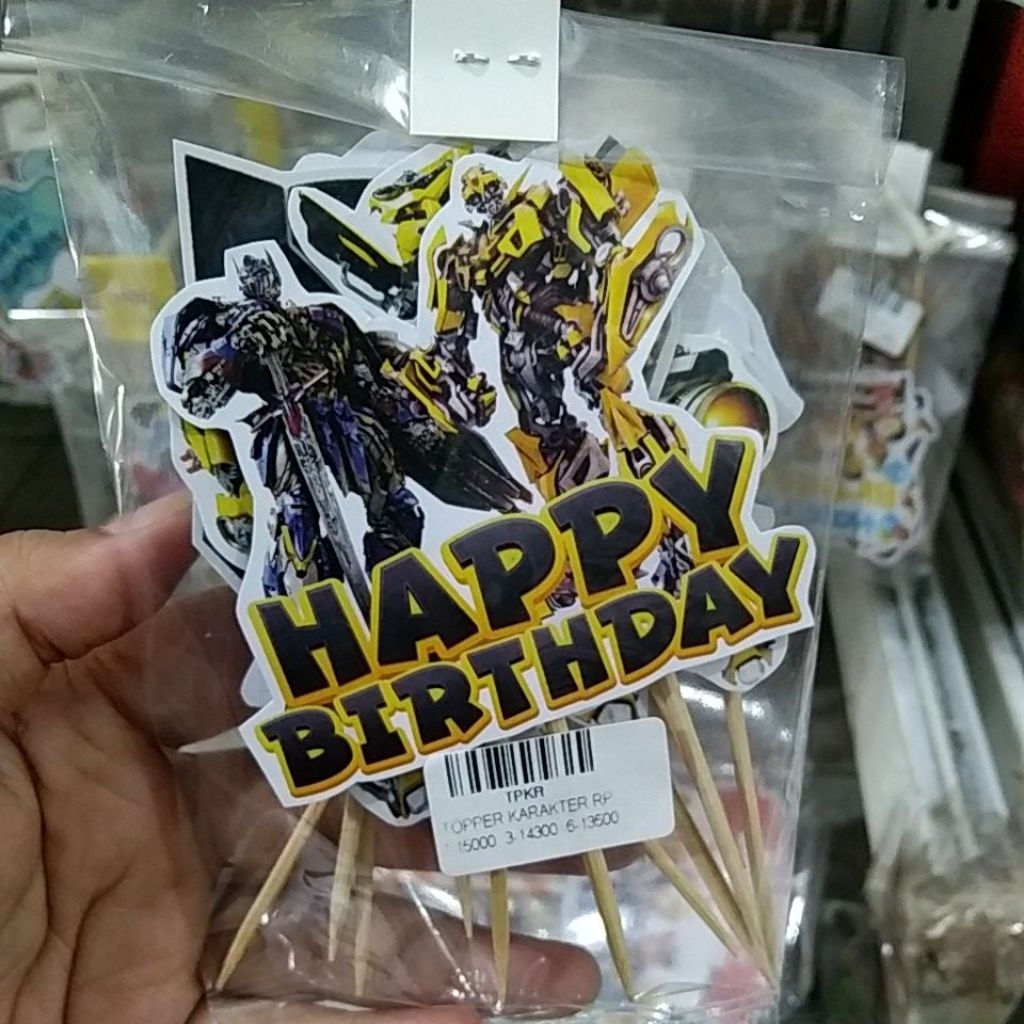 HAPPY
BIRTHDAY
TPKR
TOPPER KARAKTER RP
15000 3-14300 6-13500